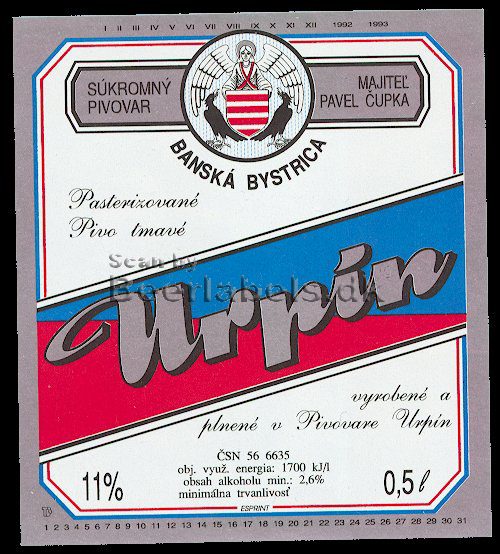 I II III IV V VI VII VIII IX X XI XII 1992 1993
SÚKROMNÝ
PIVOVAR
MAJITEĽ
PAVEL ČUPKA
BANSKÁ BYSTRICA
Pasterizované
Pivo tmavé
Scan by
Beerlabels.dk
Urpín
vyrobené a
plnené v Pivovare Urpín
ČSN 56 6635
obj. využ. energia: 1700 kJ/l
obsah alkoholu min.: 2,6%
minimálna trvanlivosť
11%
0,5 l
ESPRINT
1 2 3 4 5 6 7 8 9 10 11 12 13 14 15 16 17 18 19 20 21 22 23 24 25 26 27 28 29 30 31